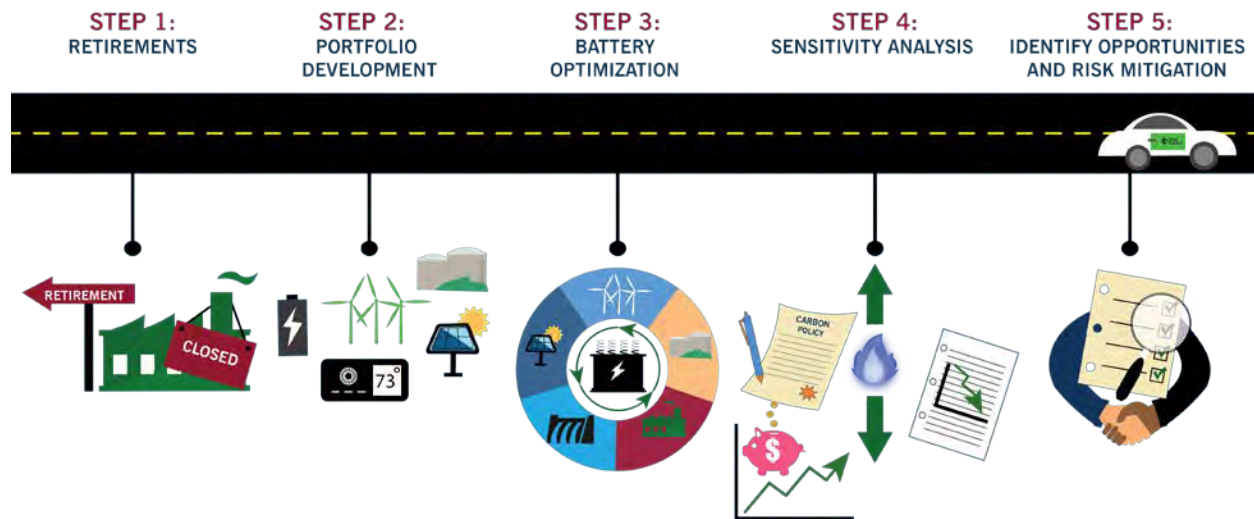 STEP 1:
RETIREMENTS
STEP 2:
PORTFOLIO
DEVELOPMENT
STEP 3:
BATTERY
OPTIMIZATION
STEP 4:
SENSITIVITY ANALYSIS
STEP 5:
IDENTIFY OPPORTUNITIES
AND RISK MITIGATION
RETIREMENT
CLOSED
73°
CARBON
POLICY
$